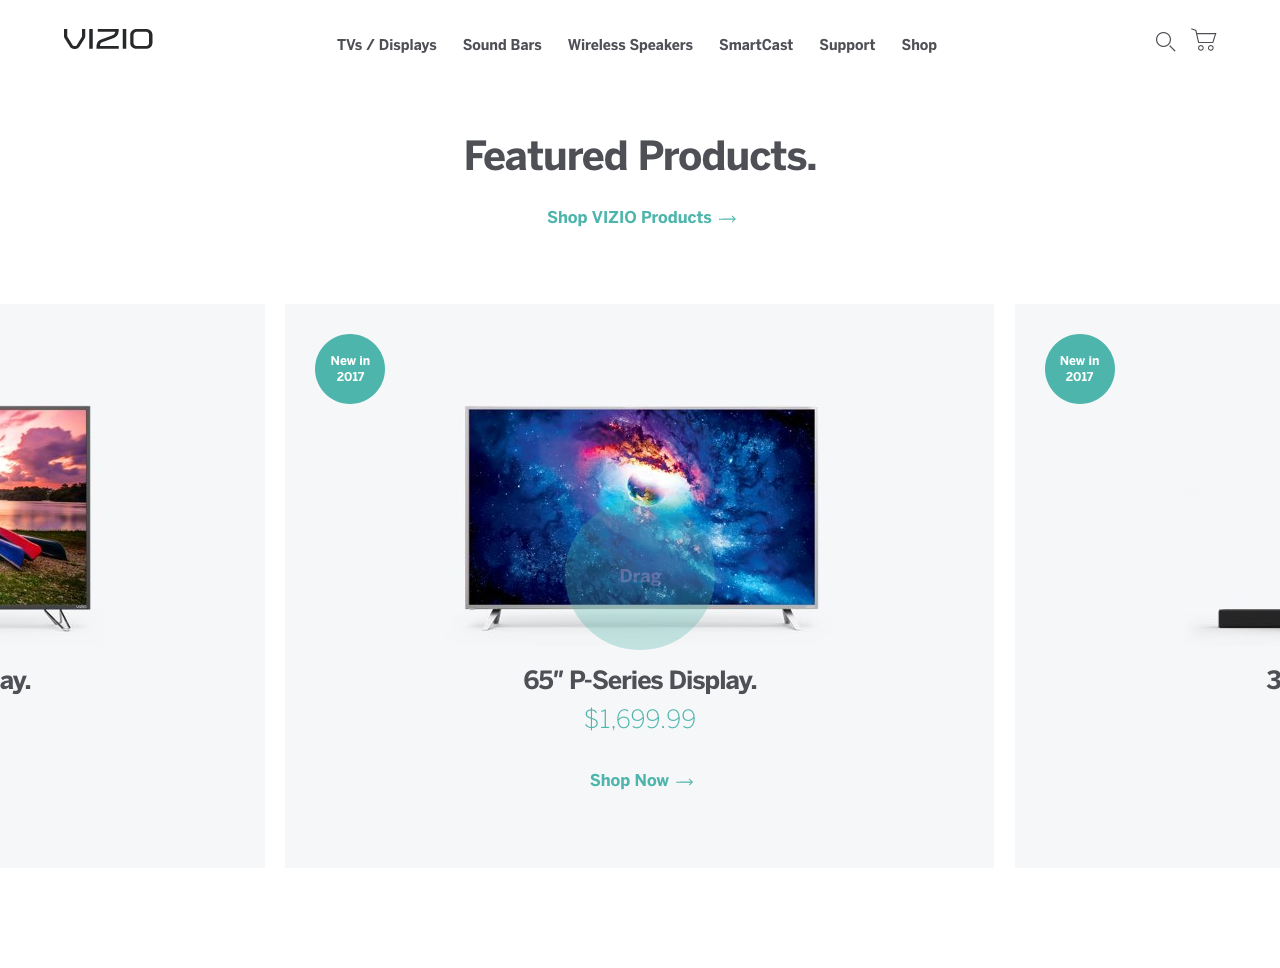 VIZIO
TVs / Displays
Sound Bars
Wireless Speakers
SmartCast
Support
Shop
Featured Products.
Shop VIZIO Products →
ay.
New in
2017
Drag
65" P-Series Display.
$1,699.99
Shop Now →
New in
2017
3